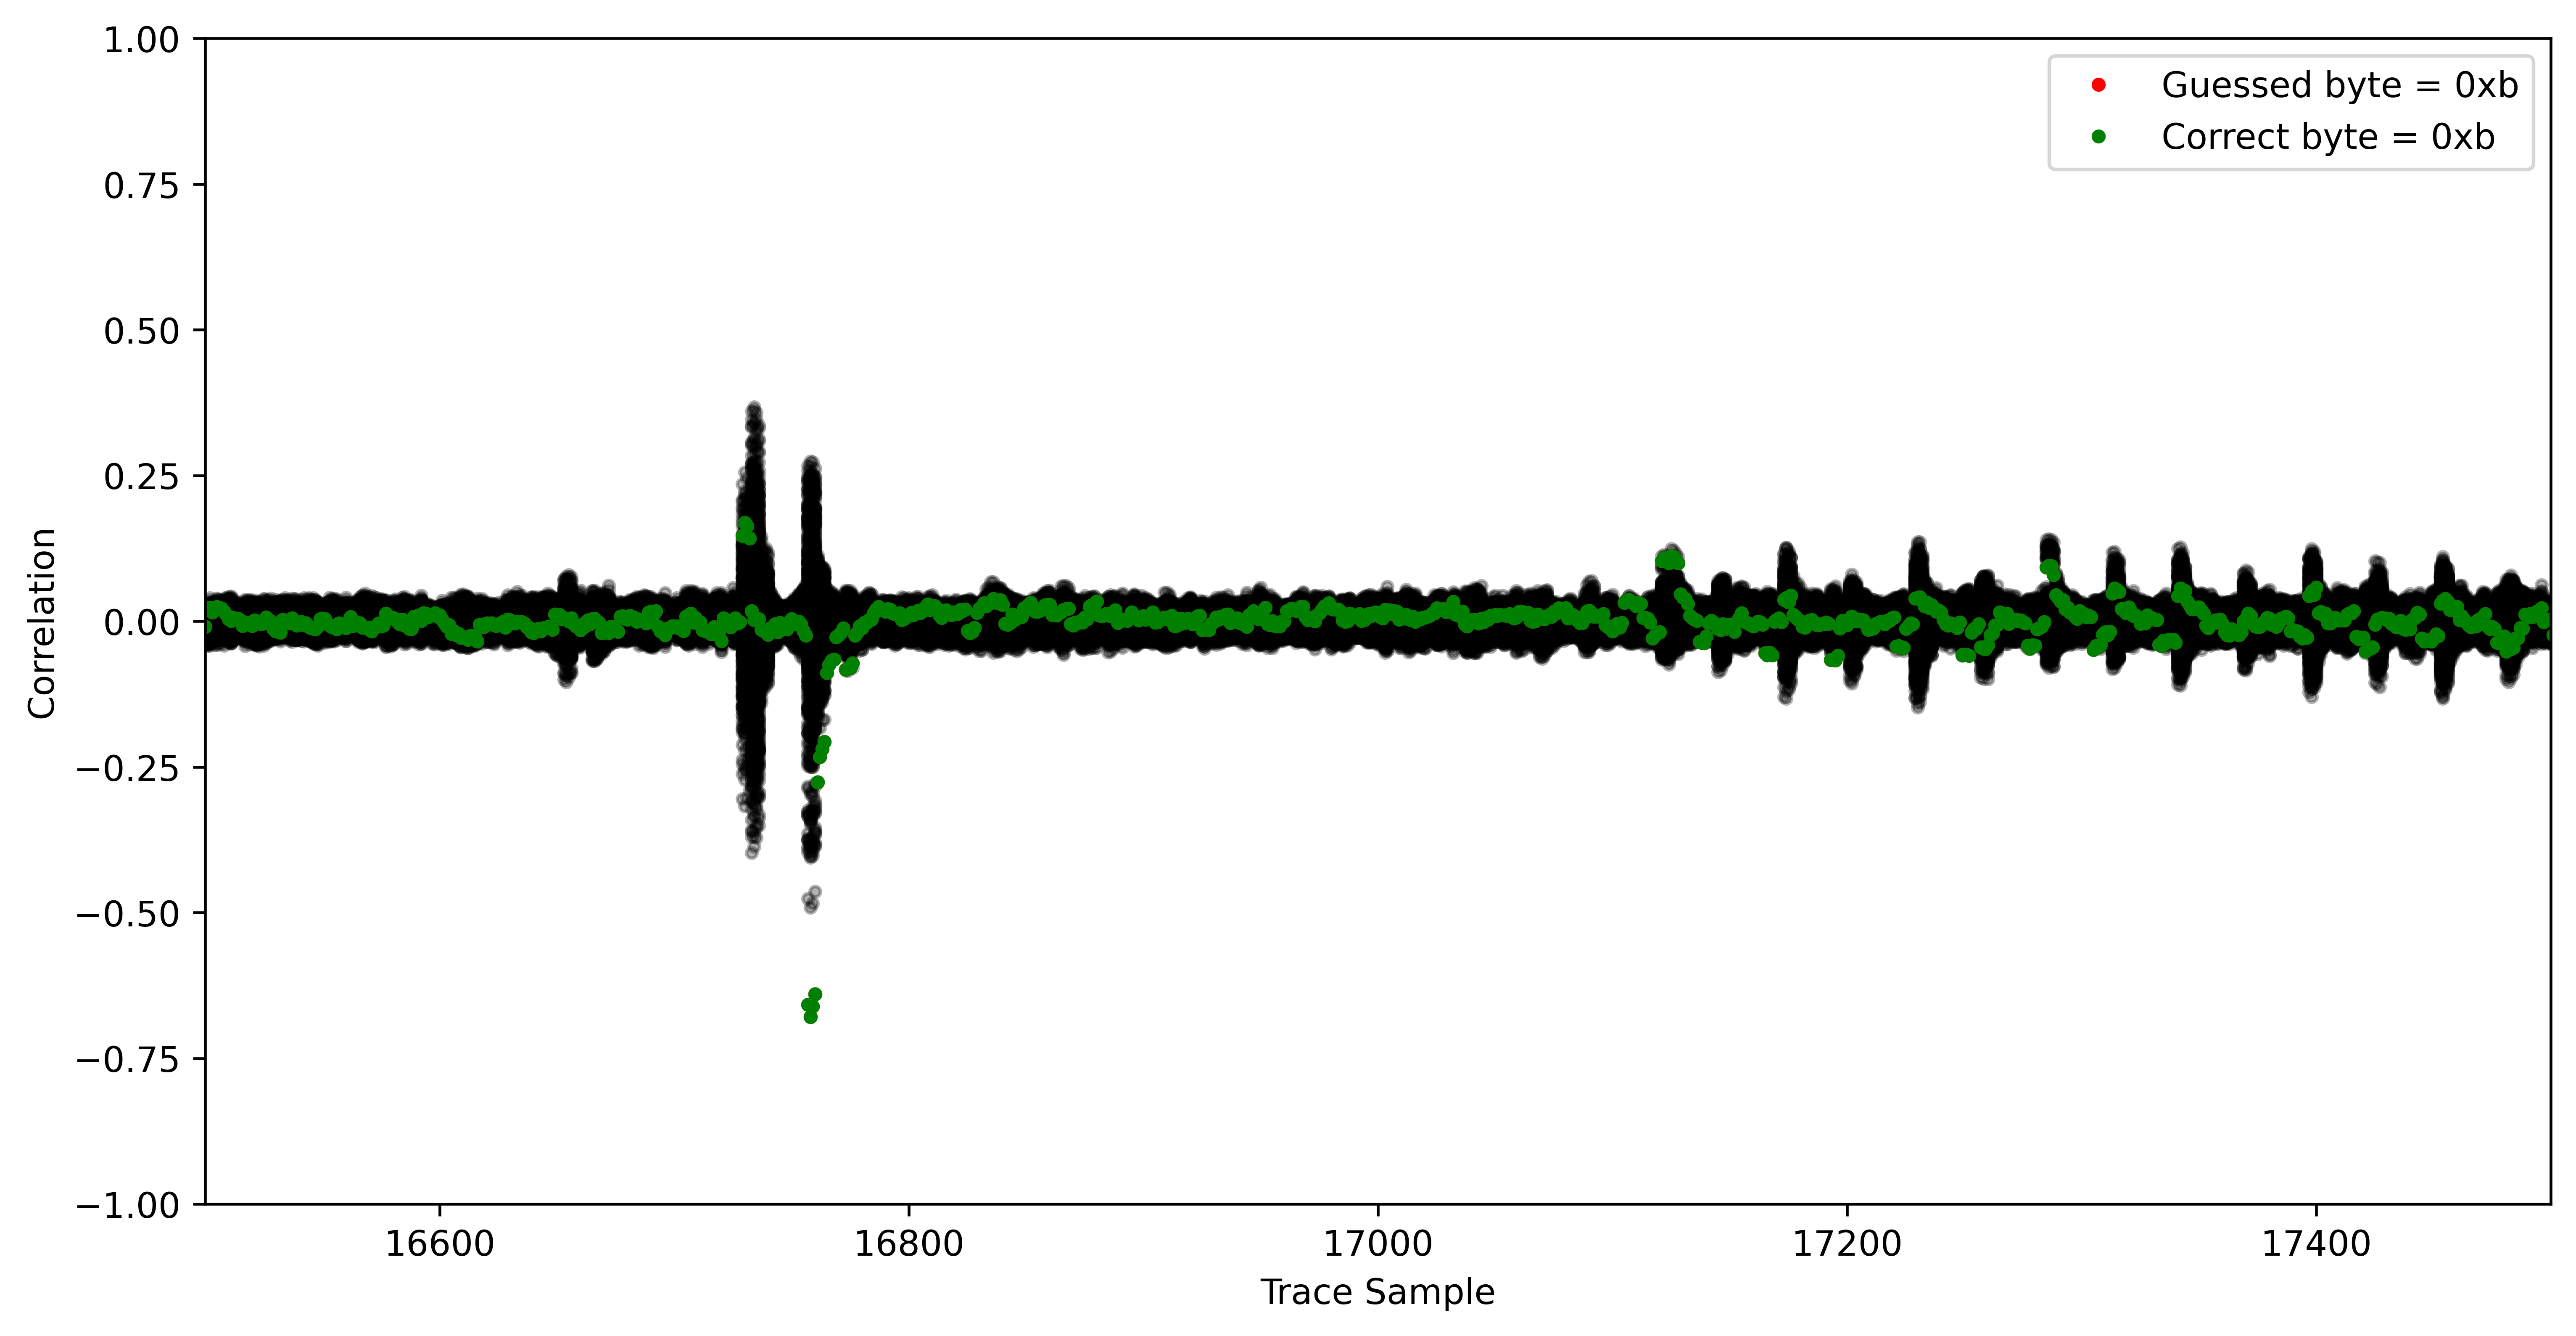 1.00
0.75
0.50
0.25
0.00
−0.25
−0.50
−0.75
−1.00
Correlation
Guessed byte = 0xb
Correct byte = 0xb
16600 16800 17000 17200 17400
Trace Sample